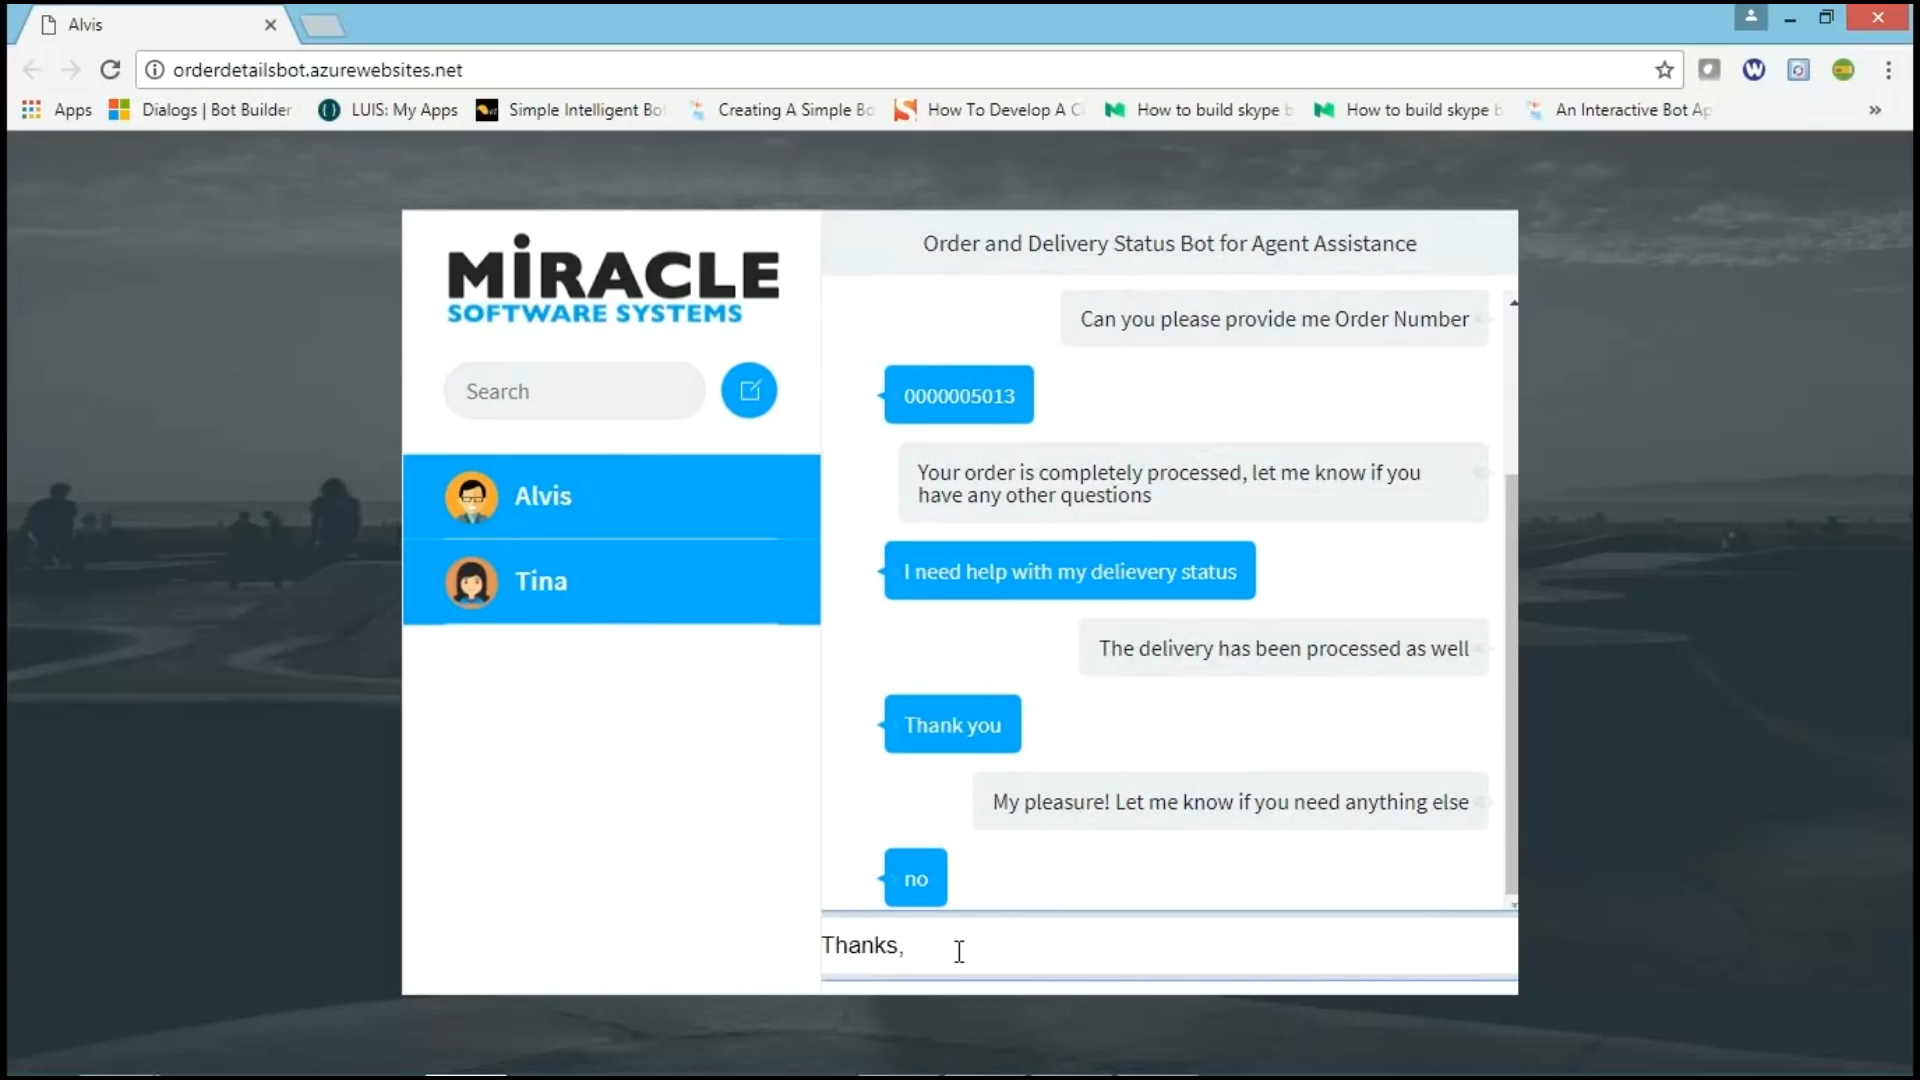 Alvis
orderdetailsbot.azurewebsites.net
Apps
Dialogs | Bot Builder
LUIS: My Apps
Simple Intelligent Bo
Creating A Simple Bo
How To Develop A C
How to build skype b
How to build skype b
An Interactive Bot Ap
»
MiRACLE
SOFTWARE SYSTEMS
Search
Alvis
Tina
Order and Delivery Status Bot for Agent Assistance
Can you please provide me Order Number
0000005013
Your order is completely processed, let me know if you
have any other questions
I need help with my delievery status
The delivery has been processed as well
Thank you
My pleasure! Let me know if you need anything else
no
Thanks,